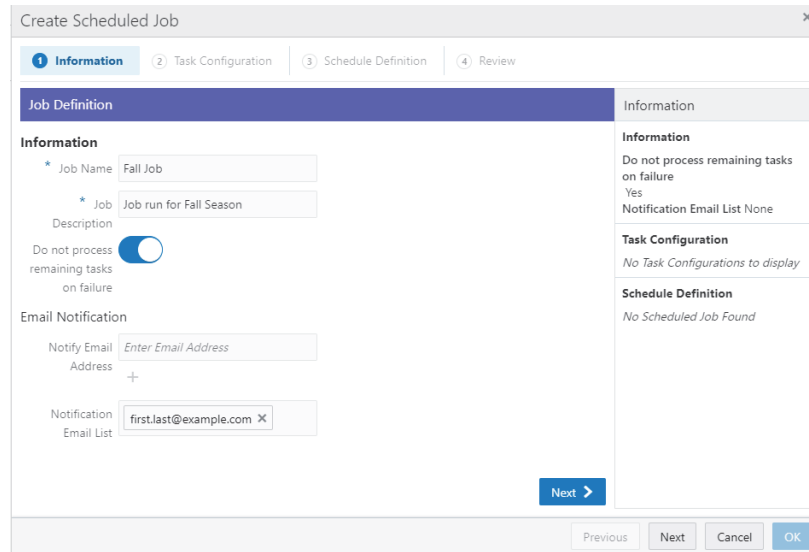 Create Scheduled Job
×
1 Information
2 Task Configuration
3 Schedule Definition
4 Review
Job Definition
Information
* Job Name Fall Job
* Job Description Job run for Fall Season
Do not process
remaining tasks
on failure
Email Notification
Notify Email
Address
Enter Email Address
+
Notification
Email List
first.last@example.com ×
Next
Information
Information
Do not process remaining tasks
on failure
Yes
Notification Email List None
Task Configuration
No Task Configurations to display
Schedule Definition
No Scheduled Job Found
Previous
Next
Cancel
OK